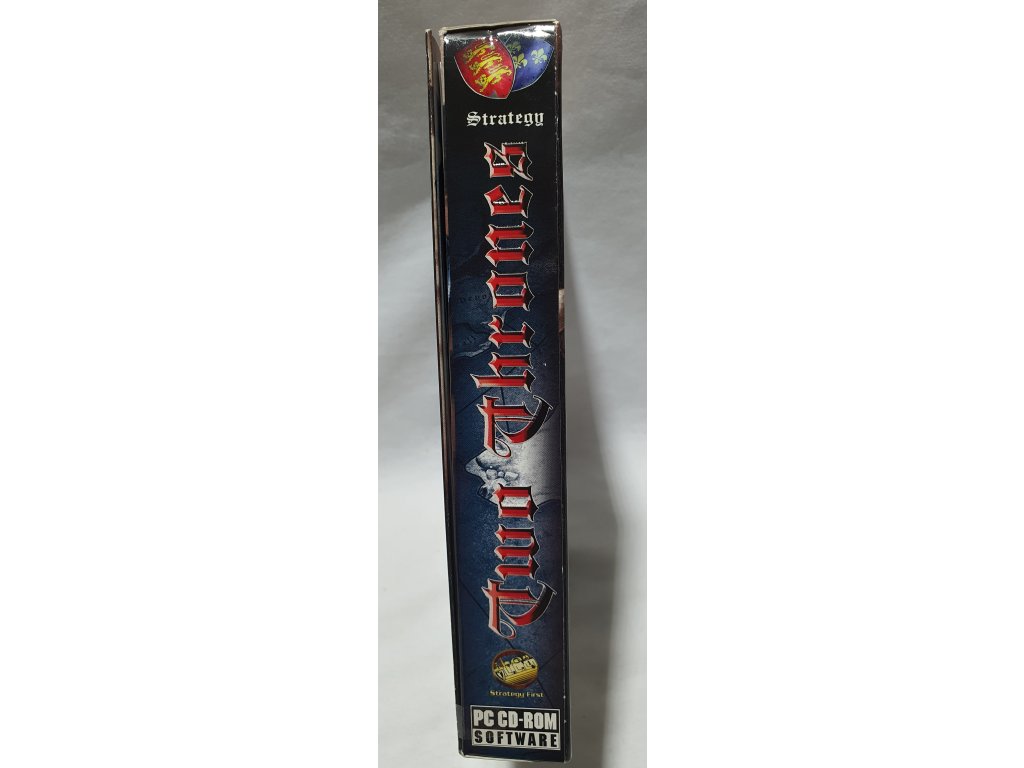 Strategy
Two Thrones
Strategy First
PC CD-ROM
SOFTWARE